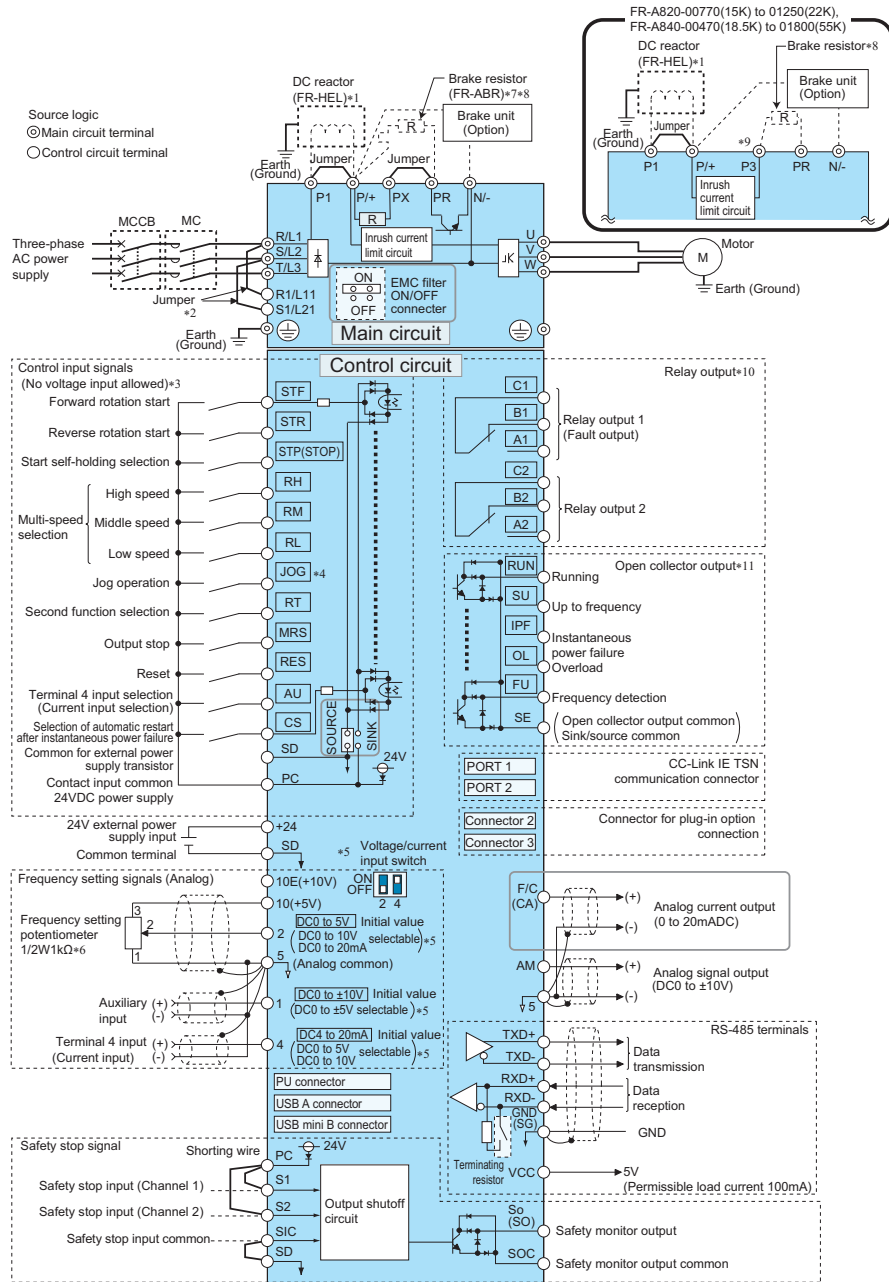 FR-A820-00770(15K) to 01250(22K),
FR-A840-00470(18.5K) to 01800(55K)
DC reactor
(FR-HEL)*1
Brake resistor*8
Brake unit
(Option)
R
Earth
(Ground)
Jumper
*9
P1
P/+
P3
PR
N/-
Inrush
current
limit circuit
Source logic
Main circuit terminal
Control circuit terminal
DC reactor
(FR-HEL)*1
Brake resistor
(FR-ABR)*7*8
Brake unit
(Option)
R
Earth
(Ground)
Jumper
Jumper
P1
P/+
PX
PR
N/-
R
Inrush current
limit circuit
MCCB
MC
Three-phase
AC power
supply
R/L1
S/L2
T/L3
R1/L11
S1/L21
Jumper
*2
Earth
(Ground)
ON
OFF
EMC filter
ON/OFF
connecter
U
V
W
Motor
M
Earth (Ground)
Main circuit
Control circuit
Control input signals
(No voltage input allowed)*3
Forward rotation start
STF
Reverse rotation start
STR
Start self-holding selection
STP(STOP)
Multi-speed
selection
High speed
RH
Middle speed
RM
Low speed
RL
Jog operation
JOG
*4
Second function selection
RT
Output stop
MRS
Reset
RES
Terminal 4 input selection
(Current input selection)
AU
Selection of automatic restart
after instantaneous power failure
CS
Common for external power
supply transistor
SD
Contact input common
24VDC power supply
PC
SOURCE
SINK
24V
Relay output*10
C1
B1
A1
Relay output 1
(Fault output)
C2
B2
A2
Relay output 2
Open collector output*11
RUN
Running
SU
Up to frequency
IPF
Instantaneous
power failure
OL
Overload
FU
Frequency detection
SE
Open collector output common
Sink/source common
PORT 1
PORT 2
CC-Link IE TSN
communication connector
Connector 2
Connector 3
Connector for plug-in option
connection
24V external power
supply input
+24
Common terminal
SD
*5
Voltage/current
input switch
ON
OFF
2 4
Frequency setting signals (Analog)
10E(+10V)
10(+5V)
Frequency setting
potentiometer
1/2W1kΩ*6
3
2
1
2
DC0 to 5V Initial value
DC0 to 10V
DC0 to 20mA
selectable
*5
5
(Analog common)
Auxiliary
input
(+)
(-)
1
DC0 to ±10V Initial value
(DC0 to ±5V selectable)*5
Terminal 4 input
(Current input)
(+)
(-)
4
DC4 to 20mA Initial value
DC0 to 5V
DC0 to 10V
selectable
*5
F/C
(CA)
(+)
(-)
Analog current output
(0 to 20mADC)
AM
5
(+)
(-)
Analog signal output
(DC0 to ±10V)
RS-485 terminals
TXD+
TXD-
Data
transmission
RXD+
RXD-
Data
reception
GND
(SG)
GND
Terminating
resistor
VCC
5V
(Permissible load current 100mA)
PU connector
USB A connector
USB mini B connector
Safety stop signal
Shorting wire
PC
24V
Safety stop input (Channel 1)
S1
Safety stop input (Channel 2)
S2
Safety stop input common
SIC
SD
Output shutoff
circuit
So
(SO)
Safety monitor output
SOC
Safety monitor output common